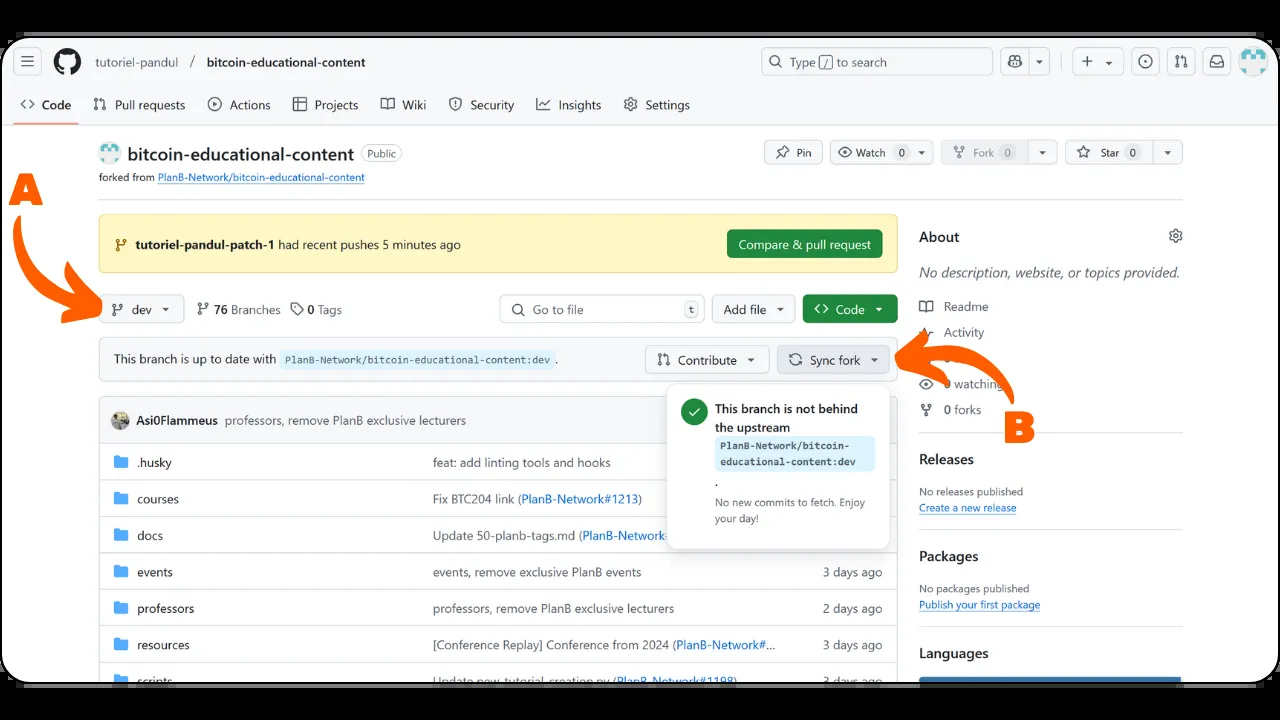 tutoriel-pandul / bitcoin-educational-content
Type / to search
Code
Pull requests
Actions
Projects
Wiki
Security
Insights
Settings
bitcoin-educational-content Public
Pin
Watch 0
Fork 0
Star 0
forked from PlanB-Network/bitcoin-educational-content
A
tutoriel-pandul-patch-1 had recent pushes 5 minutes ago
Compare & pull request
dev
76 Branches
0 Tags
Go to file t
Add file
Code
This branch is up to date with PlanB-Network/bitcoin-educational-content:dev .
Contribute
Sync fork
This branch is not behind
the upstream
PlanB-Network/bitcoin-
educational-content:dev
.
No new commits to fetch. Enjoy
your day!
Asi0Flammeus professors, remove PlanB exclusive lecturers
.husky feat: add linting tools and hooks
courses Fix BTC204 link (PlanB-Network#1213)
docs Update 50-planb-tags.md (PlanB-Network
events events, remove exclusive PlanB events 3 days ago
professors professors, remove PlanB exclusive lecturers 2 days ago
resources [Conference Replay] Conference from 2024 (PlanB-Network#... 3 days ago
scripts Update new_tutorial_creation.py (PlanB-Network#1198) 3 days ago
About
No description, website, or topics provided.
Readme
Activity
0 watching
0 forks
B
Releases
No releases published
Create a new release
Packages
No packages published
Publish your first package
Languages